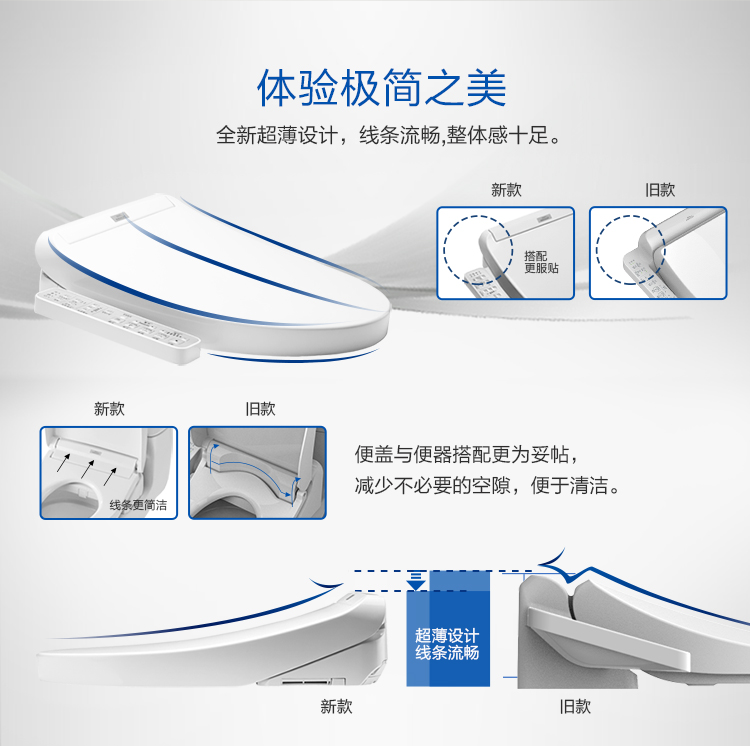 体验极简之美
全新超薄设计，线条流畅,整体感十足。
新款
旧款
搭配
更服贴
新款
旧款
线条更简洁
便盖与便器搭配更为妥帖，
减少不必要的空隙，便于清洁。
超薄设计
线条流畅
新款
旧款